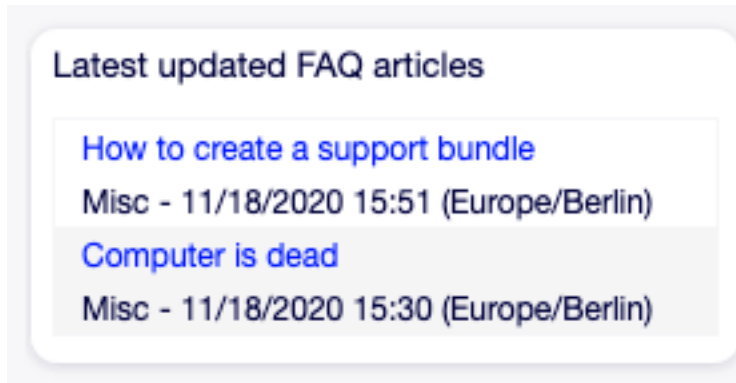 Latest updated FAQ articles
How to create a support bundle
Misc - 11/18/2020 15:51 (Europe/Berlin)
Computer is dead
Misc - 11/18/2020 15:30 (Europe/Berlin)